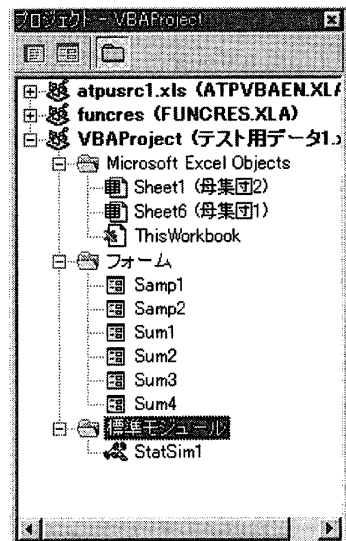 プロジェクト - VBAProject
atpusrc1.xls (ATPVBAEN.XLA
funcres (FUNCRES.XLA)
VBAProject (テスト用データ1.x
Microsoft Excel Objects
Sheet1 (母集団2)
Sheet6 (母集団1)
ThisWorkbook
フォーム
Samp1
Samp2
Sum1
Sum2
Sum3
Sum4
標準モジュール
StatSim1